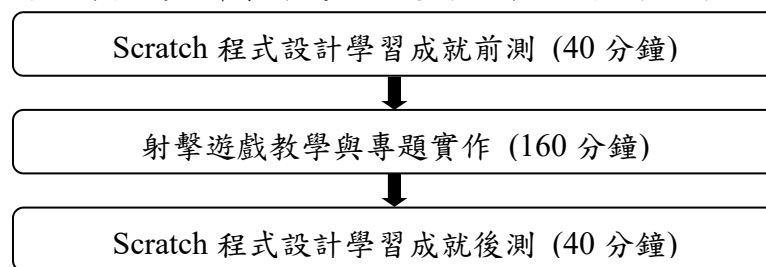 Scratch 程式設計學習成就前測 (40 分鐘)
射擊遊戲教學與專題實作 (160 分鐘)
Scratch 程式設計學習成就後測 (40 分鐘)